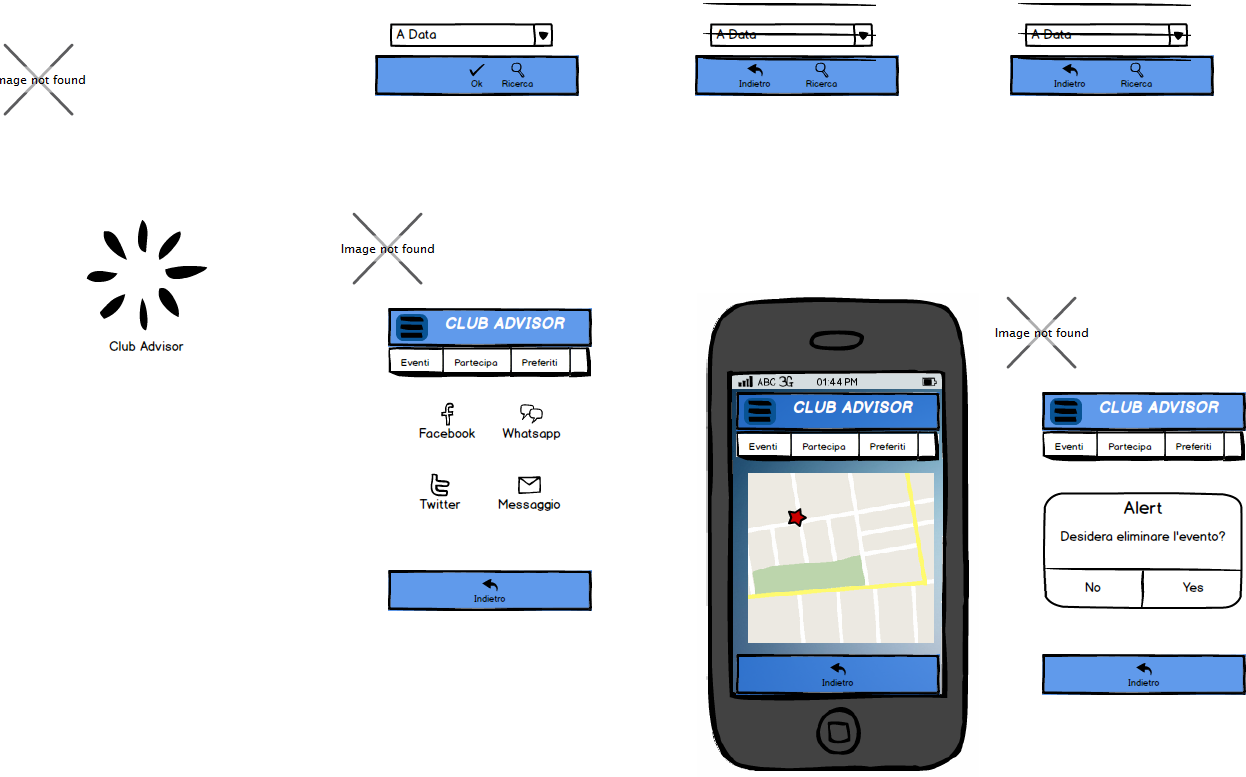 A Data
A Data
A Data
Ok
Ricerca
Indietro
Ricerca
Indietro
Ricerca
mage not found
Image not found
Club Advisor
CLUB ADVISOR
Eventi
Partecipa
Preferiti
Facebook
Whatsapp
Twitter
Messaggio
Indietro
ABC 3G 01:44 PM
CLUB ADVISOR
Eventi
Partecipa
Preferiti
Indietro
Image not found
CLUB ADVISOR
Eventi
Partecipa
Preferiti
Alert
Desidera eliminare l'evento?
No
Yes
Indietro